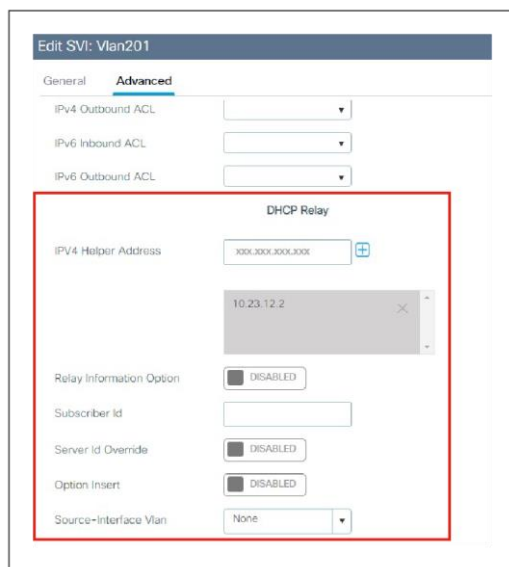 Edit SVI: Vlan201
General Advanced
IPv4 Outbound ACL
IPv6 Inbound ACL
IPv6 Outbound ACL
DHCP Relay
IPV4 Helper Address xxx.xxx.xxx.xxx
10.23.12.2
Relay Information Option DISABLED
Subscriber Id
Server Id Override DISABLED
Option Insert DISABLED
Source-Interface Vlan None